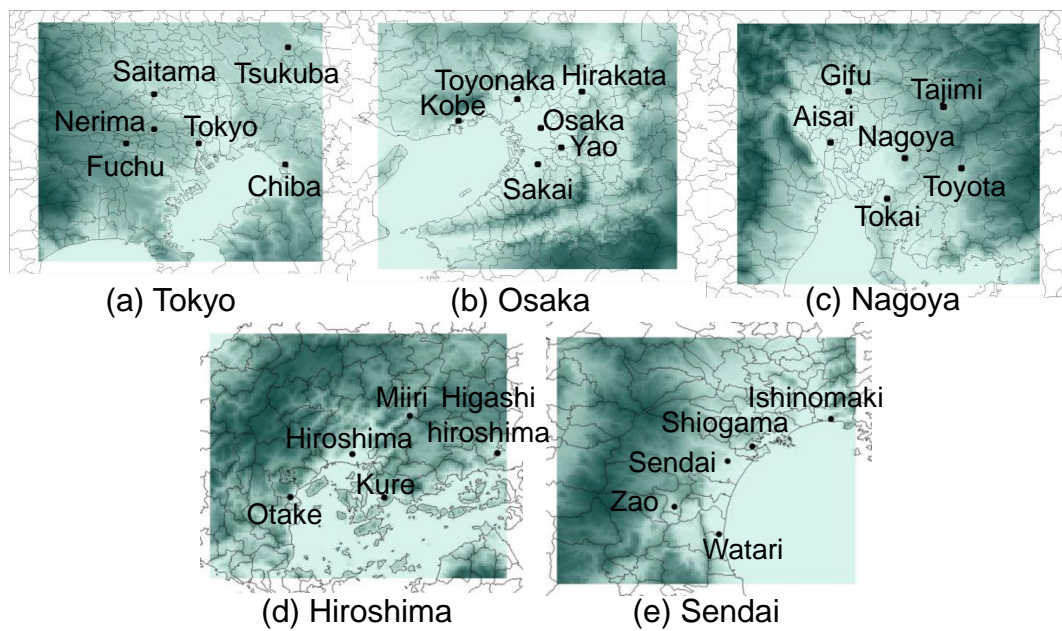 Saitama
Tsukuba
Nerima
Tokyo
Fuchu
Chiba
(a) Tokyo
Toyonaka
Hirakata
Kobe
Osaka
Yao
Sakai
(b) Osaka
Gifu
Tajimi
Aisai
Nagoya
Toyota
Tokai
(c) Nagoya
Miiri
Higashi
hiroshima
Hiroshima
Kure
Otake
(d) Hiroshima
Ishinomaki
Shiogama
Sendai
Zao
Watari
(e) Sendai